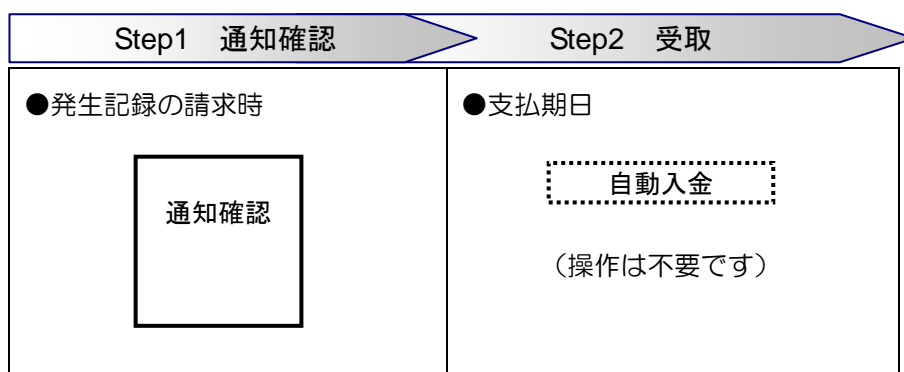 Step1 通知確認
Step2 受取
●発生記録の請求時
通知確認
●支払期日
自動入金
（操作は不要です）